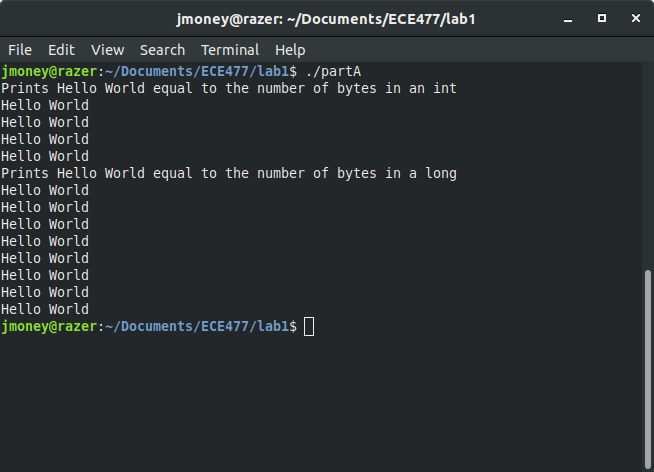 jmoney@razer: ~/Documents/ECE477/lab1
File Edit View Search Terminal Help
jmoney@razer:~/Documents/ECE477/lab1$ ./partA
Prints Hello World equal to the number of bytes in an int
Hello World
Hello World
Hello World
Hello World
Prints Hello World equal to the number of bytes in a long
Hello World
Hello World
Hello World
Hello World
Hello World
Hello World
Hello World
Hello World
jmoney@razer:~/Documents/ECE477/lab1$